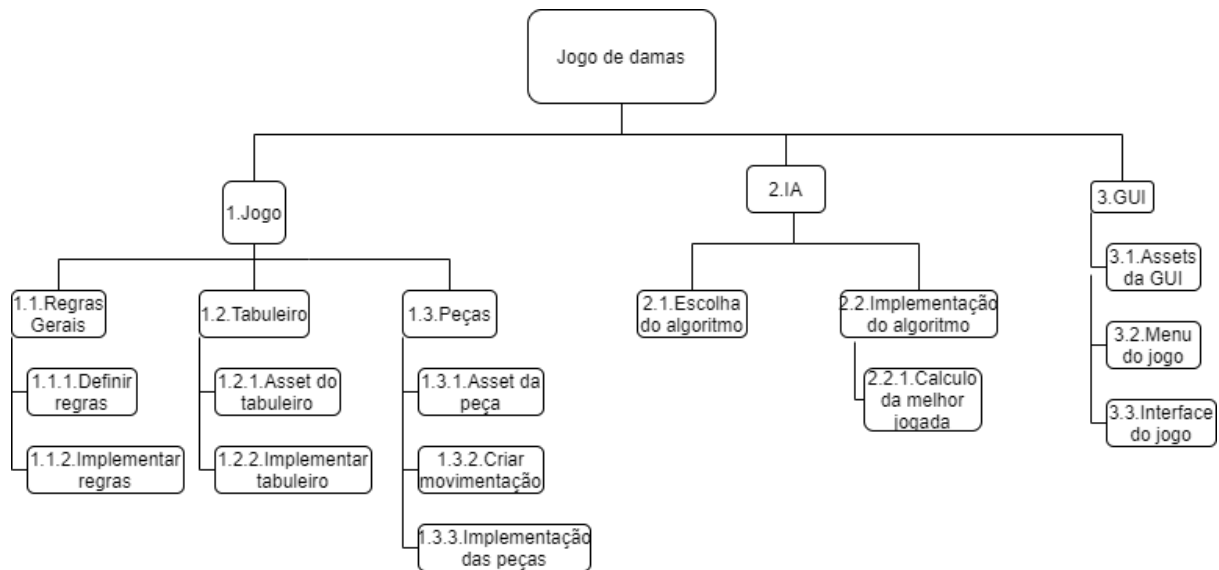 Jogo de damas
1.Jogo
2.IA
3.GUI
1.1.Regras
Gerais
1.2.Tabuleiro
1.3.Peças
2.1.Escolha
do algoritmo
2.2.Implementação
do algoritmo
3.1.Assets
da GUI
1.1.1.Definir
regras
1.2.1.Asset do
tabuleiro
1.3.1.Asset da
peça
2.2.1.Calculo
da melhor
jogada
3.2.Menu
do jogo
1.1.2.Implementar
regras
1.2.2.Implementar
tabuleiro
1.3.2.Criar
movimentação
3.3.Interface
do jogo
1.3.3.Implementação
das peças